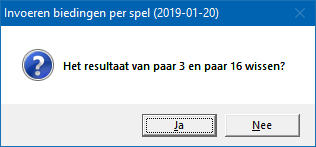 Invoeren biedingen per spel (2019-01-20)
Het resultaat van paar 3 en paar 16 wissen?
Ja
Nee